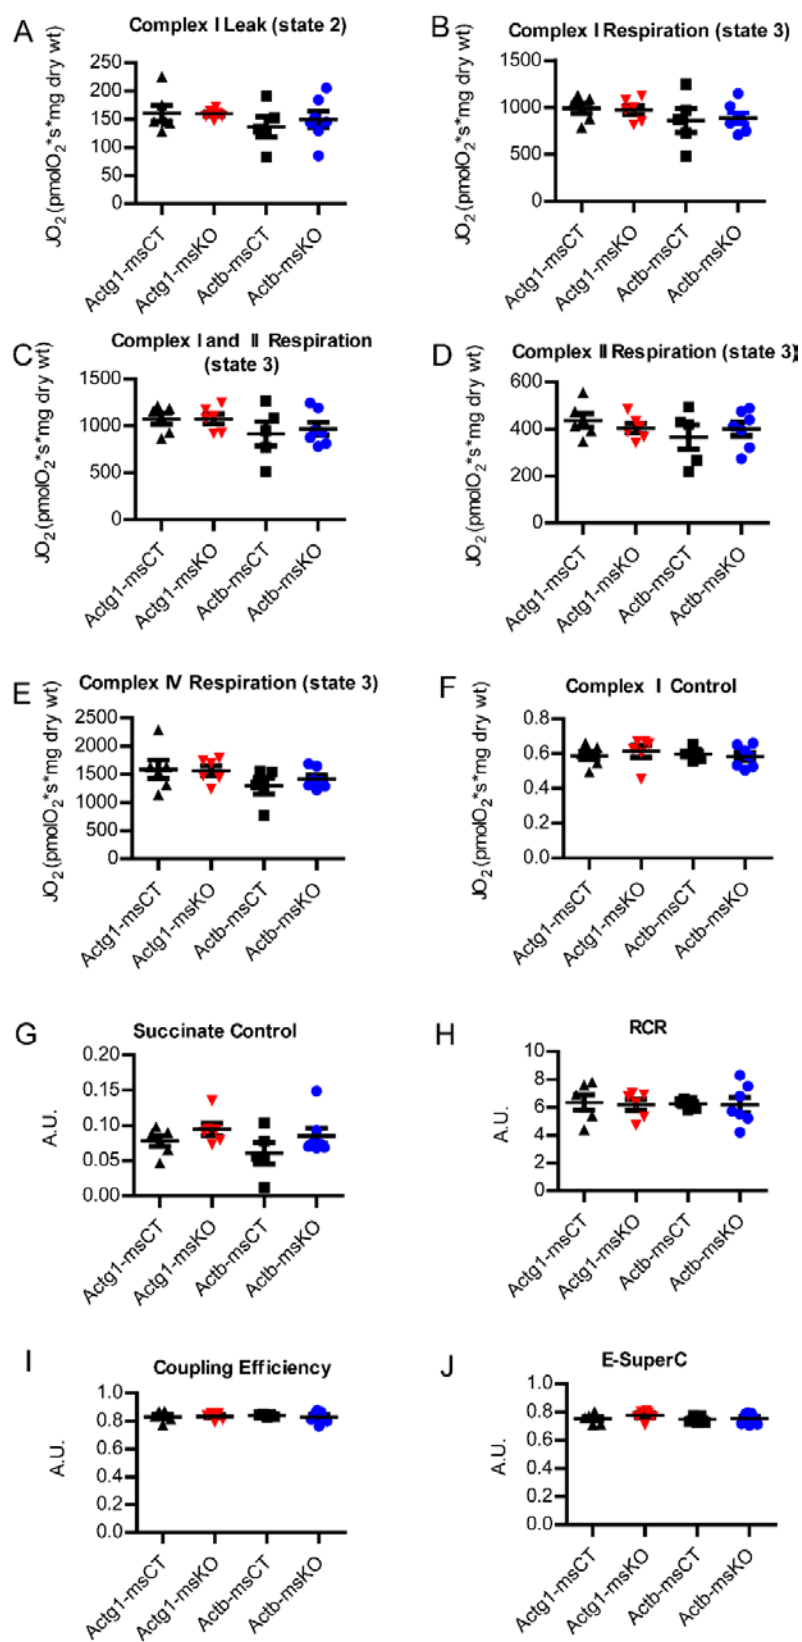 A
Complex I Leak (state 2)
JO2 (pmolO2*s*mg dry wt)
250
200
150
100
50
0
Actg1-msCT
Actg1-msKO
Actb-msCT
Actb-msKO
B
Complex I Respiration (state 3)
JO2 (pmolO2*s*mg dry wt)
1500
1000
500
0
Actg1-msCT
Actg1-msKO
Actb-msCT
Actb-msKO
C
Complex I and II Respiration
(state 3)
JO2 (pmolO2*s*mg dry wt)
1500
1000
500
0
Actg1-msCT
Actg1-msKO
Actb-msCT
Actb-msKO
D
Complex II Respiration (state 3)
JO2 (pmolO2*s*mg dry wt)
600
400
200
0
Actg1-msCT
Actg1-msKO
Actb-msCT
Actb-msKO
E
Complex IV Respiration (state 3)
JO2 (pmolO2*s*mg dry wt)
2500
2000
1500
1000
500
0
Actg1-msCT
Actg1-msKO
Actb-msCT
Actb-msKO
F
Complex I Control
JO2 (pmolO2*s*mg dry wt)
0.8
0.6
0.4
0.2
0.0
Actg1-msCT
Actg1-msKO
Actb-msCT
Actb-msKO
G
Succinate Control
A.U.
0.20
0.15
0.10
0.05
0.00
Actg1-msCT
Actg1-msKO
Actb-msCT
Actb-msKO
H
RCR
A.U.
10
8
6
4
2
0
Actg1-msCT
Actg1-msKO
Actb-msCT
Actb-msKO
I
Coupling Efficiency
A.U.
1.0
0.8
0.6
0.4
0.2
0.0
Actg1-msCT
Actg1-msKO
Actb-msCT
Actb-msKO
J
E-SuperC
A.U.
1.0
0.8
0.6
0.4
0.2
0.0
Actg1-msCT
Actg1-msKO
Actb-msCT
Actb-msKO